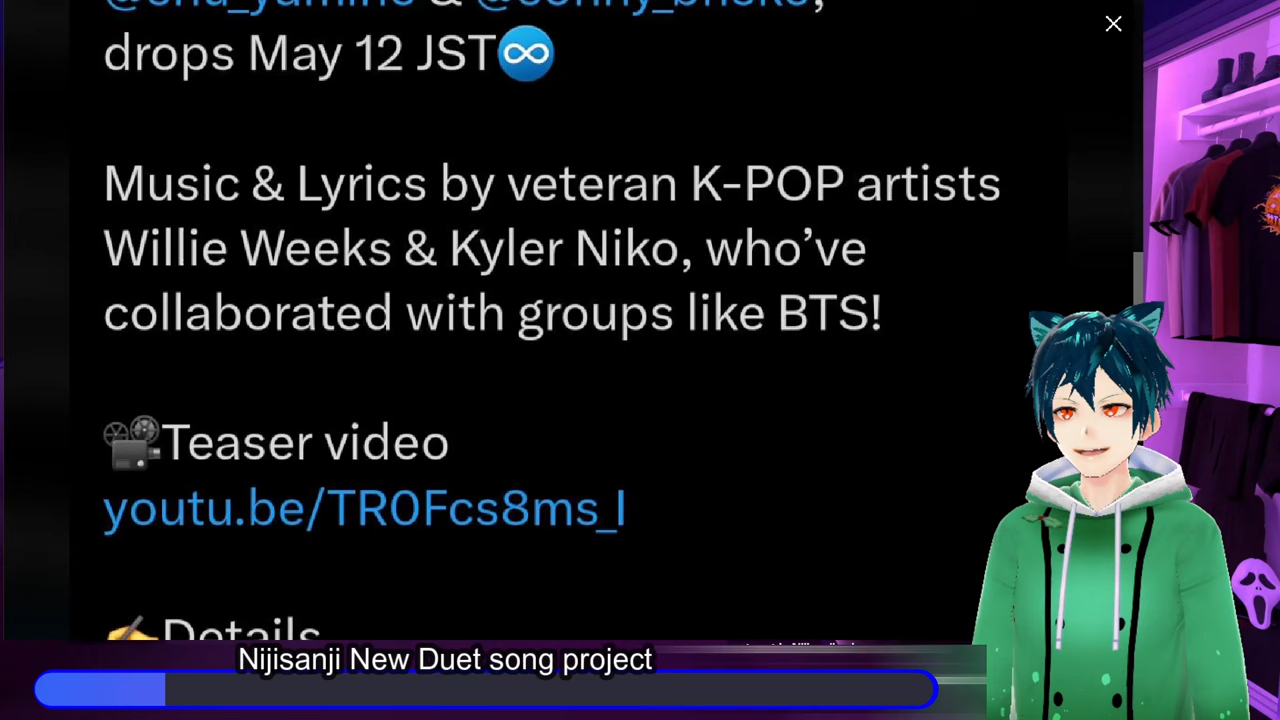 drops May 12 JST♾️
Music & Lyrics by veteran K-POP artists
Willie Weeks & Kyler Niko, who’ve
collaborated with groups like BTS!
🎥Teaser video
youtu.be/TR0Fcs8ms_I
✍️Details
Nijisanji New Duet song project